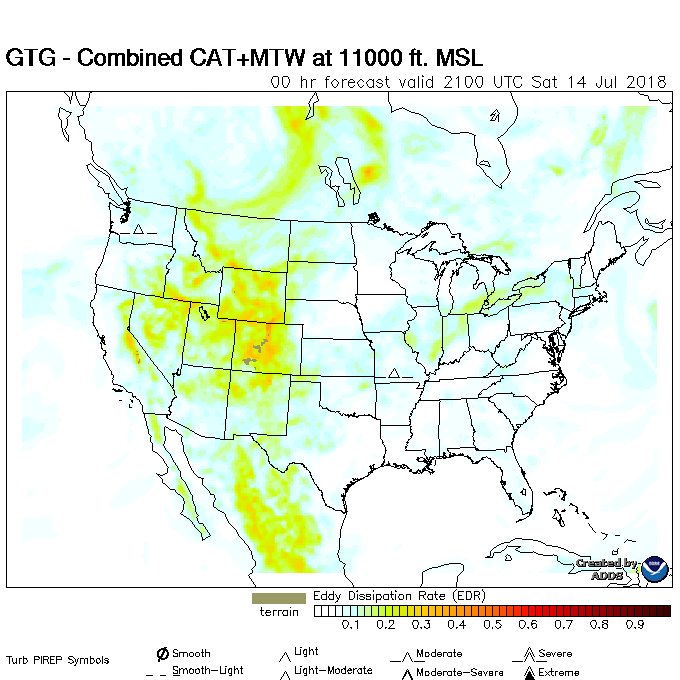 GTG - Combined CAT+MTW at 11000 ft. MSL
00 hr forecast valid 2100 UTC Sat 14 Jul 2018
Created by
ADDS
Eddy Dissipation Rate (EDR)
terrain
0.1 0.2 0.3 0.4 0.5 0.6 0.7 0.8 0.9
Turb PIREP Symbols
Smooth
Light
Moderate
Severe
Smooth-Light
Light-Moderate
Moderate-Severe
Extreme